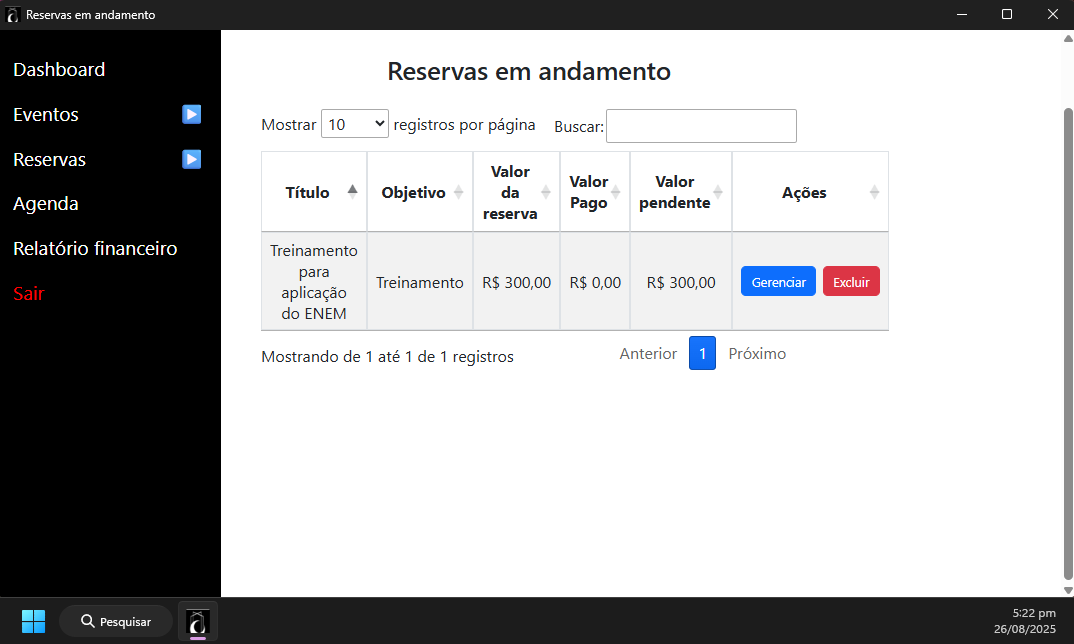 Reservas em andamento
Dashboard
Eventos
Reservas
Agenda
Relatório financeiro
Sair
Reservas em andamento
Mostrar 10 registros por página Buscar:
Título Objetivo Valor da reserva Valor Pago Valor pendente Ações
Treinamento para aplicação do ENEM Treinamento R$ 300,00 R$ 0,00 R$ 300,00 Gerenciar Excluir
Mostrando de 1 até 1 de 1 registros Anterior 1 Próximo
Pesquisar
5:22 pm
26/08/2025